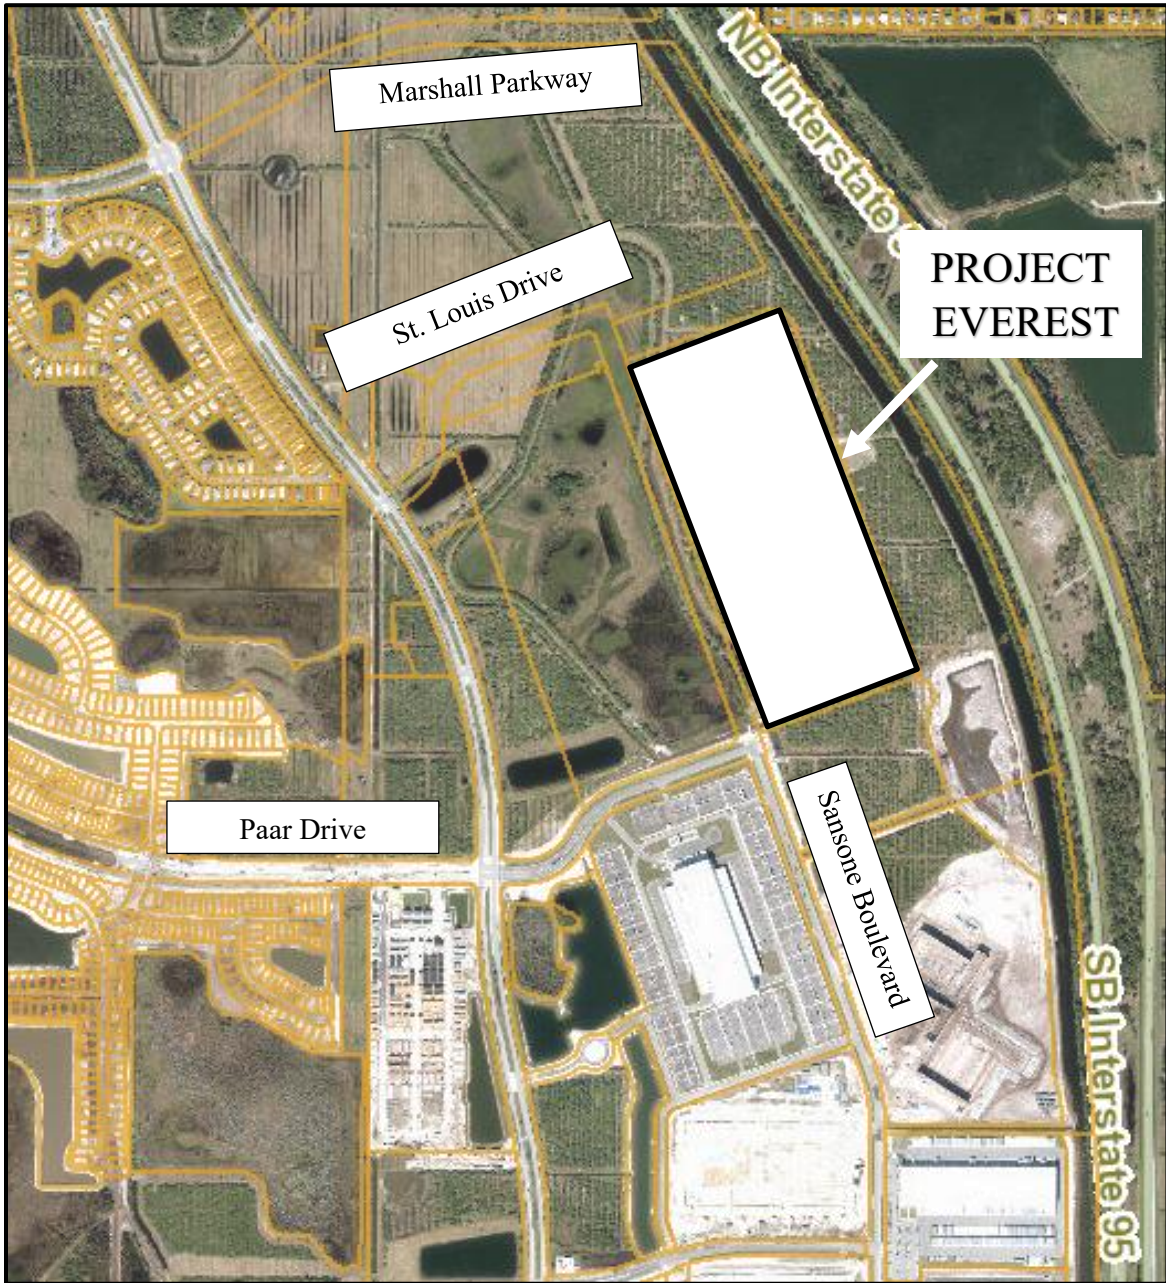 Marshall Parkway
NB Interstate
St. Louis Drive
PROJECT
EVEREST
Paar Drive
Sansone Boulevard
SB Interstate 95